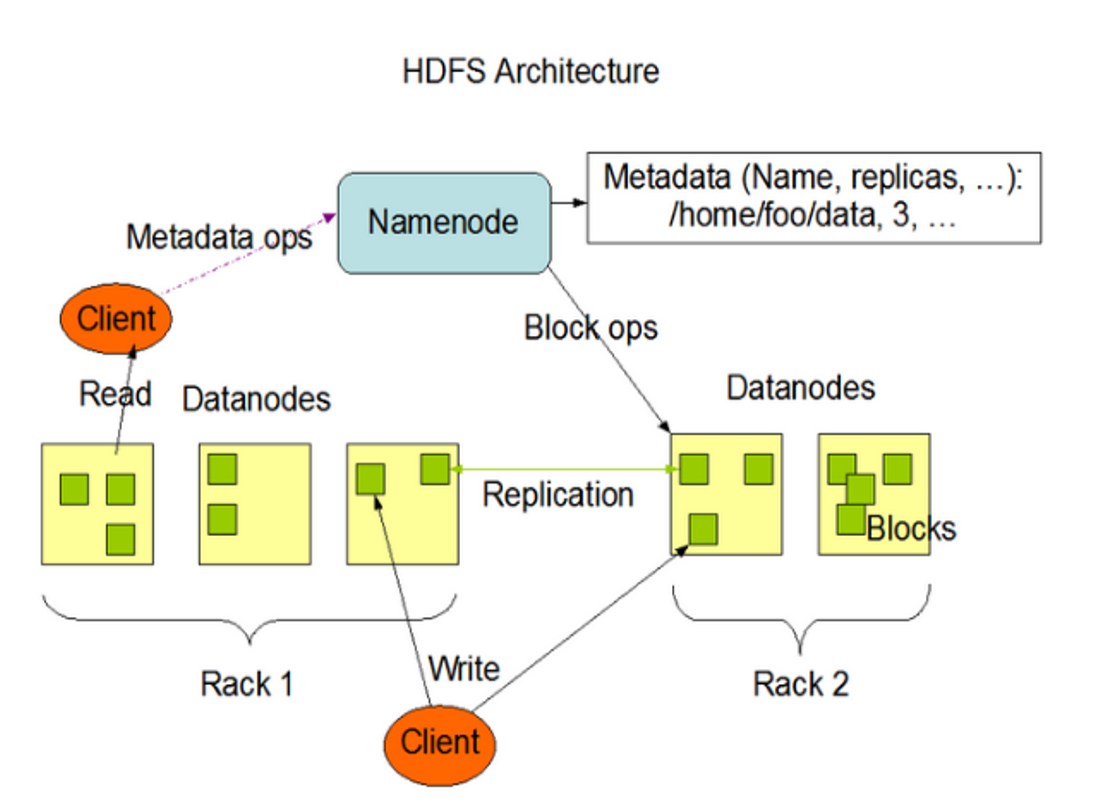 HDFS Architecture
Metadata (Name, replicas, ...):
/home/foo/data, 3, ...
Namenode
Metadata ops
Client
Block ops
Read
Datanodes
Datanodes
Replication
Blocks
Rack 1
Write
Rack 2
Client